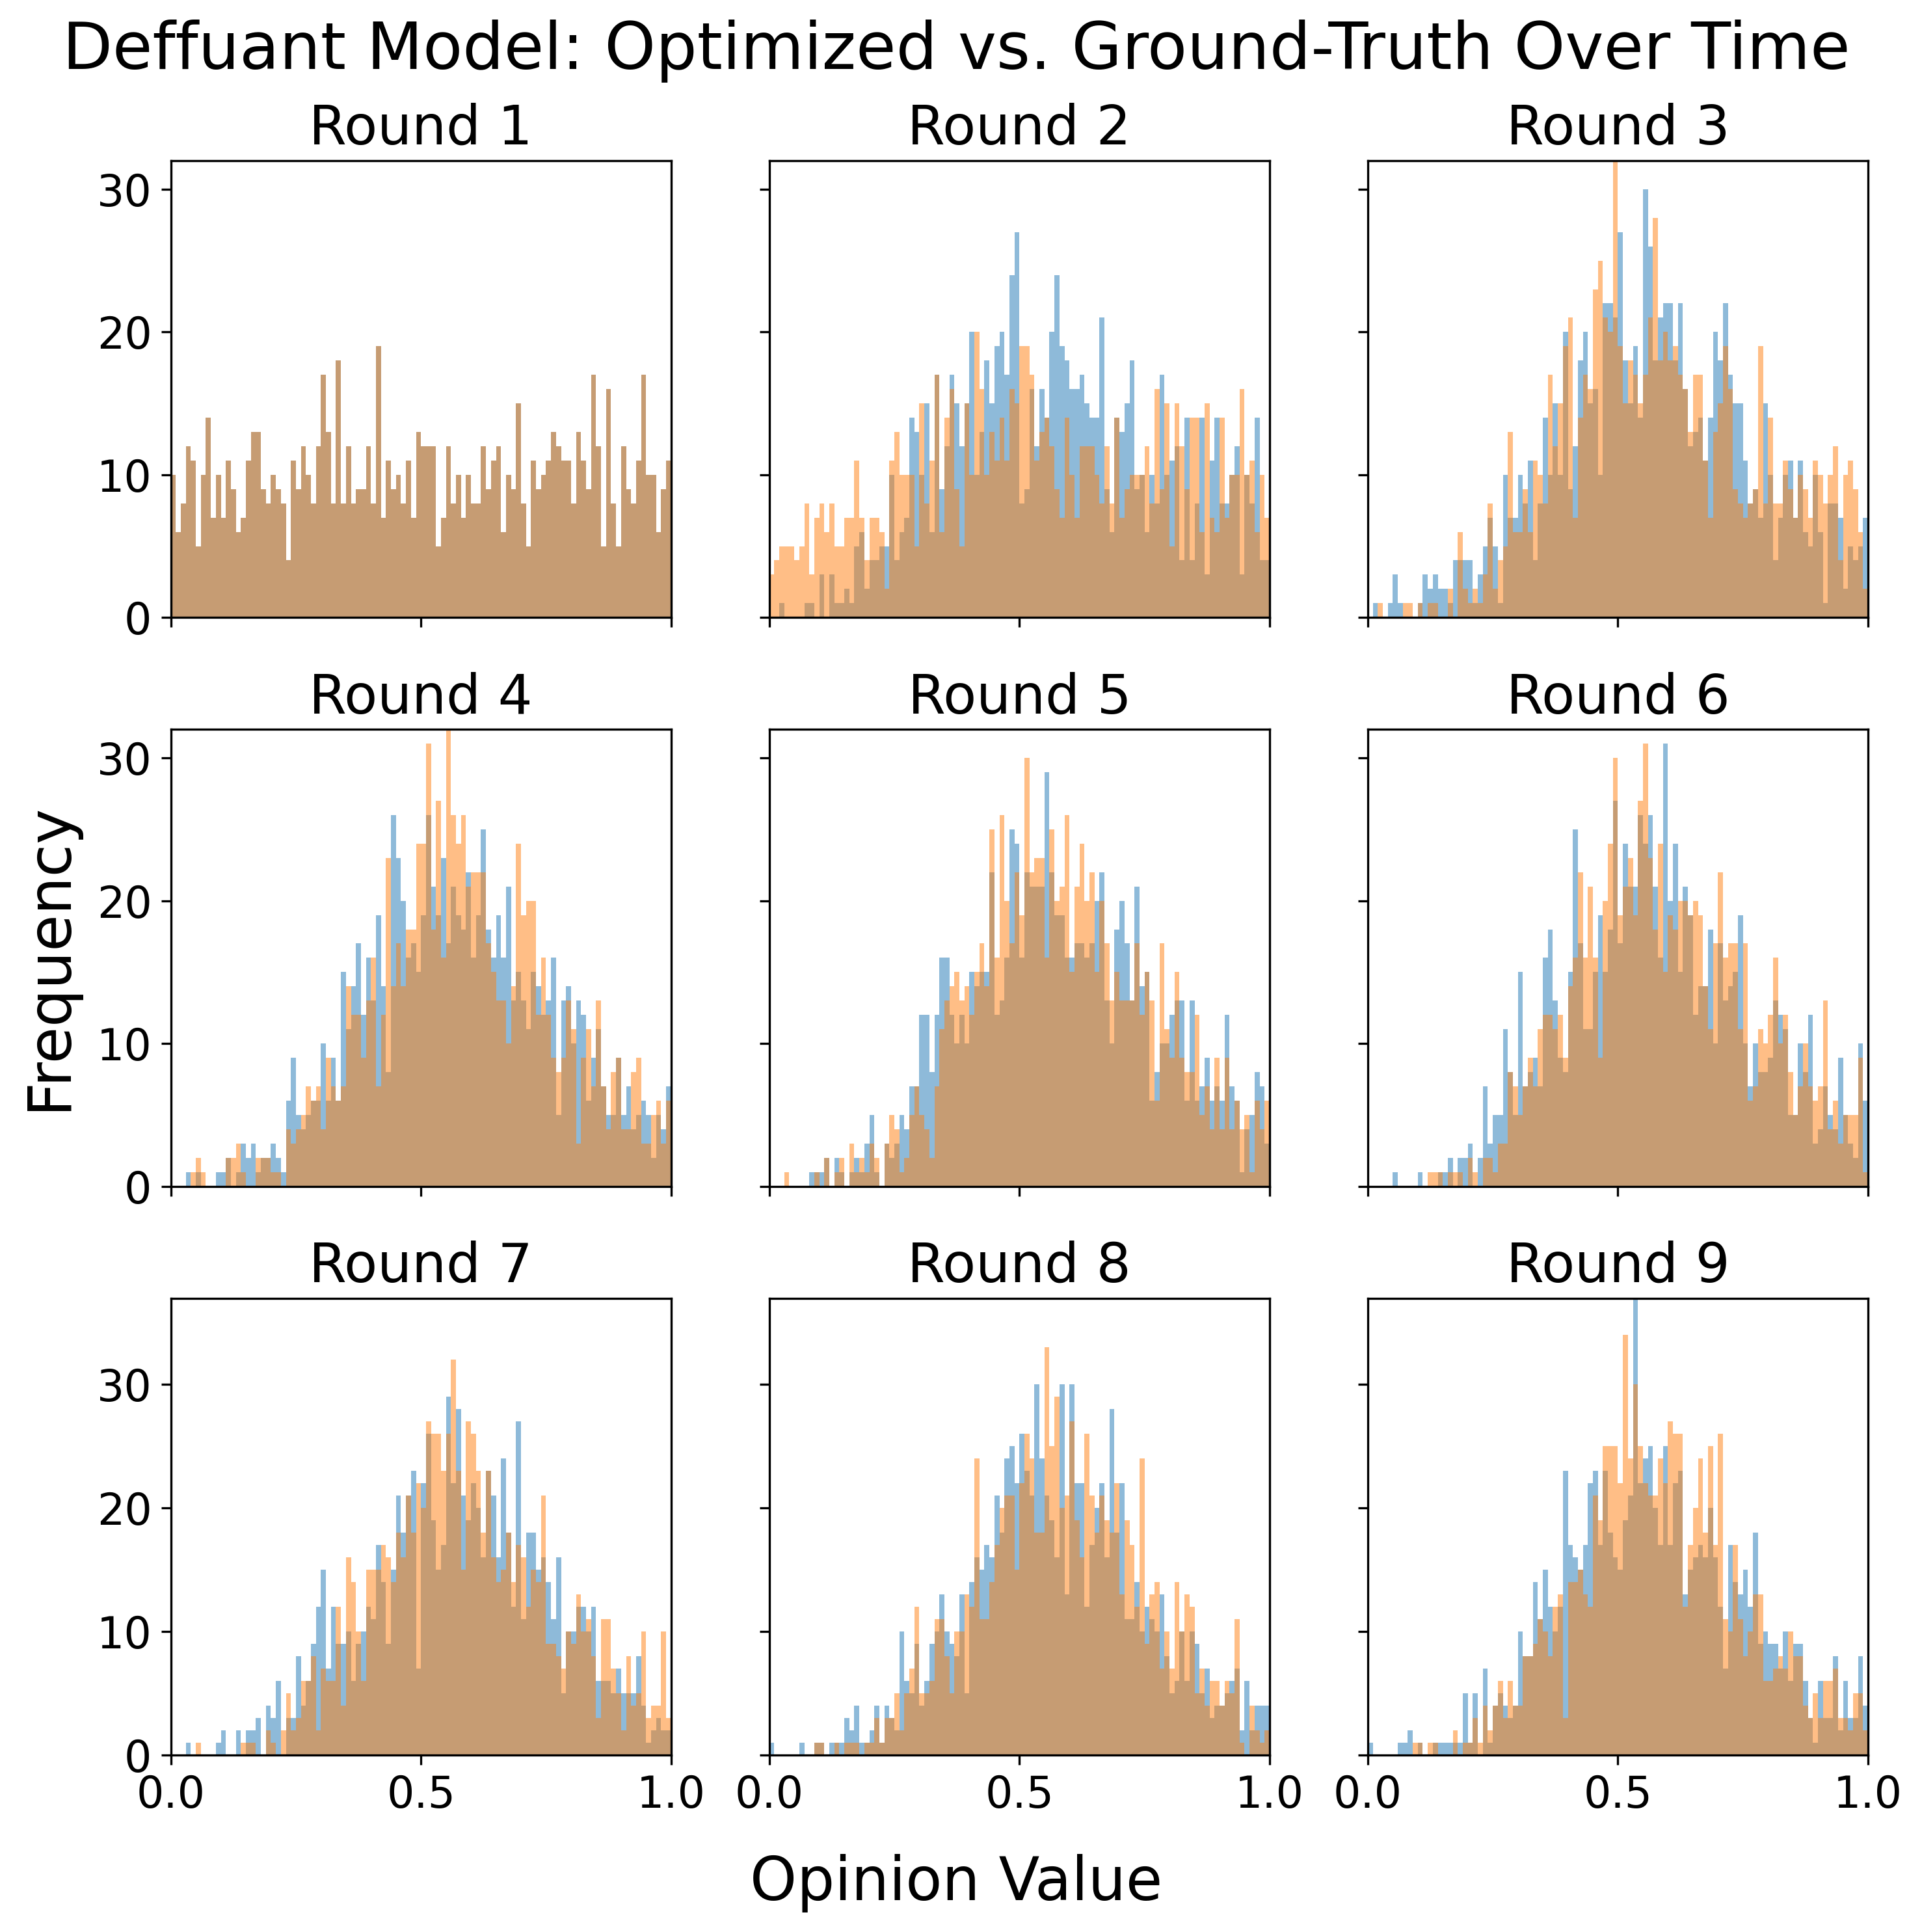 Deffuant Model: Optimized vs. Ground-Truth Over Time
Round 1
Round 2
Round 3
30
20
10
0
Round 4
Round 5
Round 6
30
20
10
0
Frequency
Round 7
Round 8
Round 9
30
20
10
0
0.0 0.5 1.0 0.0 0.5 1.0 0.0 0.5 1.0
Opinion Value